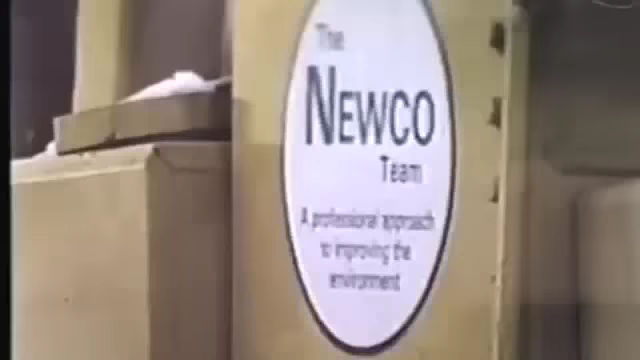 The
NEWCO
Team
A professional approach
to improving the
environment